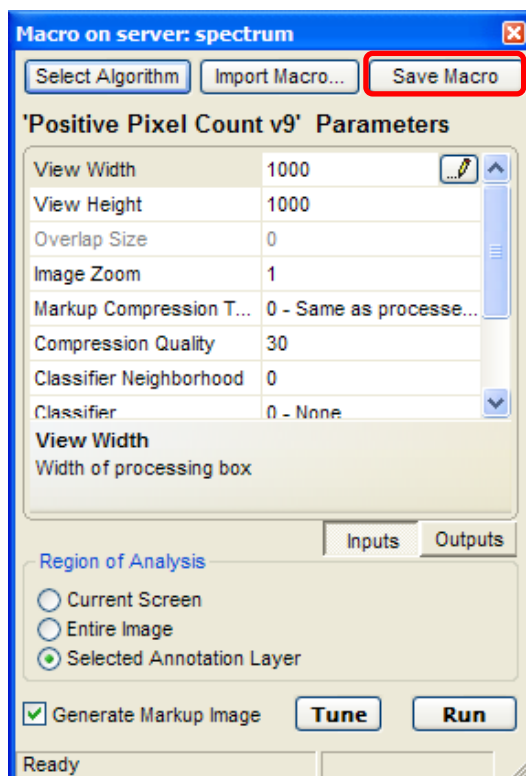 Macro on server: spectrum
Select Algorithm Import Macro... Save Macro
'Positive Pixel Count v9' Parameters
View Width 1000
View Height 1000
Overlap Size 0
Image Zoom 1
Markup Compression T... 0 - Same as processe...
Compression Quality 30
Classifier Neighborhood 0
Classifier 0 - None
View Width
Width of processing box
Inputs Outputs
Region of Analysis
Current Screen
Entire Image
Selected Annotation Layer
Generate Markup Image Tune Run
Ready